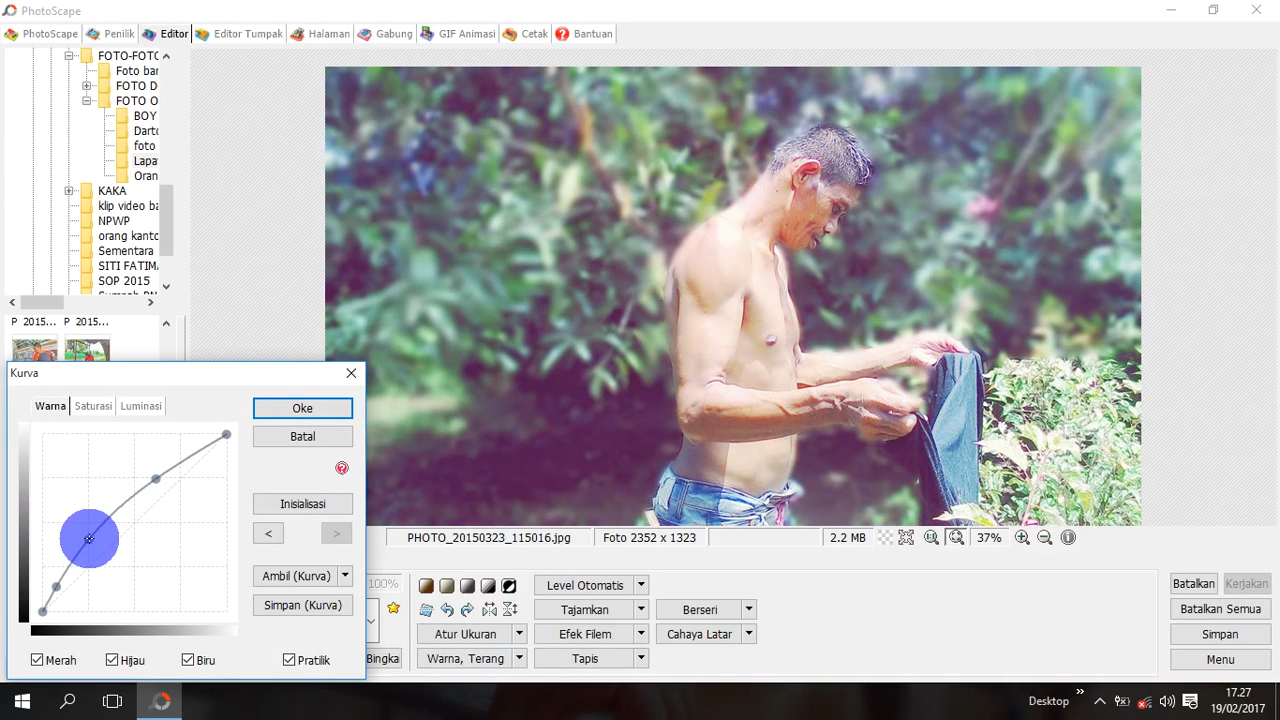 PhotoScape
PhotoScape Penilik Editor Editor Tumpak Halaman Gabung GIF Animasi Cetak Bantuan
FOTO-FOTO
Foto bar
FOTO D
FOTO O
BOY
Darto
foto
Lapa
Oran
KAKA
klip video ba
NPWP
orang kanto
Sementara
SITI FATIMA
SOP 2015
P 2015... P 2015...
Kurva
Warna Saturasi Luminasi
Oke
Batal
Inisialisasi
< >
Ambil (Kurva)
Simpan (Kurva)
Merah Hijau Biru Pratilik
PHOTO_20150323_115016.jpg Foto 2352 x 1323 2.2 MB 37%
100% Level Otomatis
Tajamkan Berseri
Atur Ukuran Efek Filem Cahaya Latar
Bingka Warna, Terang Tapis
Batalkan Kerjakan
Batalkan Semua
Simpan
Menu
Desktop
17.27
19/02/2017